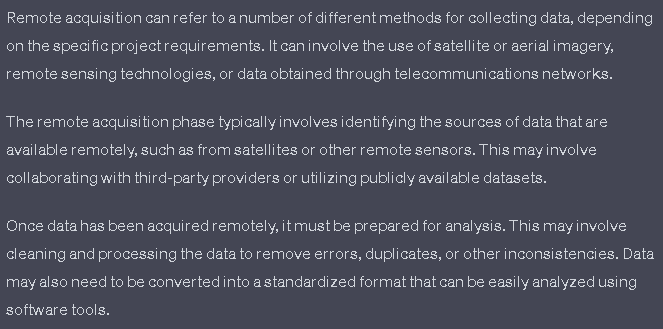 Remote acquisition can refer to a number of different methods for collecting data, depending
on the specific project requirements. It can involve the use of satellite or aerial imagery,
remote sensing technologies, or data obtained through telecommunications networks.
The remote acquisition phase typically involves identifying the sources of data that are
available remotely, such as from satellites or other remote sensors. This may involve
collaborating with third-party providers or utilizing publicly available datasets.
Once data has been acquired remotely, it must be prepared for analysis. This may involve
cleaning and processing the data to remove errors, duplicates, or other inconsistencies. Data
may also need to be converted into a standardized format that can be easily analyzed using
software tools.